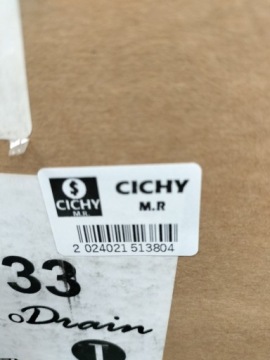 $
CICHY
M.R.
CICHY
M.R
2 024021 513804
33
Drain